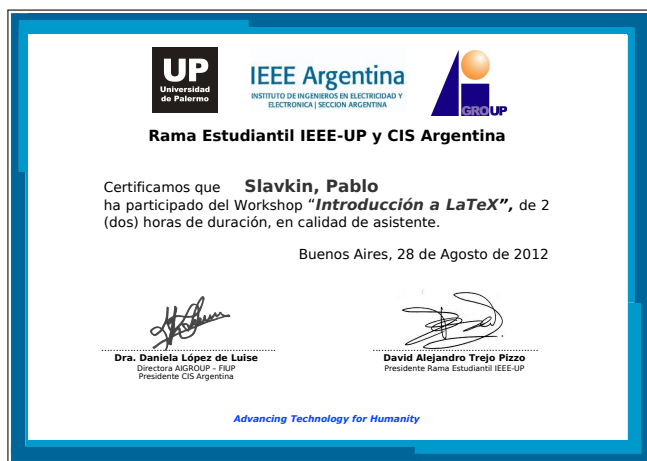 UP
Universidad
de Palermo
IEEE Argentina
INSTITUTO DE INGENIEROS EN ELECTRICIDAD Y
ELECTRONICA | SECCION ARGENTINA
GROUP
Rama Estudiantil IEEE-UP y CIS Argentina
Certificamos que Slavkin, Pablo
ha participado del Workshop “Introducción a LaTeX”, de 2
(dos) horas de duración, en calidad de asistente.
Buenos Aires, 28 de Agosto de 2012
Dra. Daniela López de Luise
Directora AIGROUP – FIUP
Presidente CIS Argentina
David Alejandro Trejo Pizzo
Presidente Rama Estudiantil IEEE-UP
Advancing Technology for Humanity